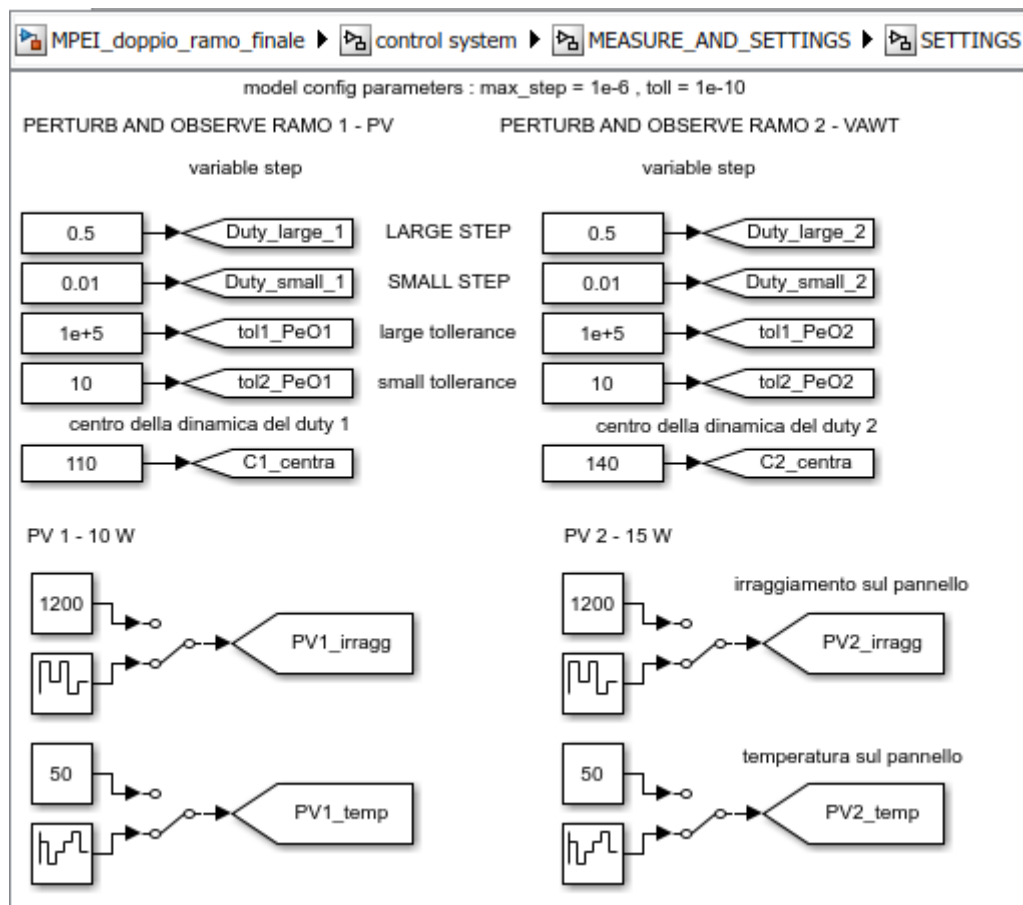 MPEI_doppio_ramo_finale control system MEASURE_AND_SETTINGS SETTINGS
model config parameters : max_step = 1e-6 , toll = 1e-10
PERTURB AND OBSERVE RAMO 1 - PV PERTURB AND OBSERVE RAMO 2 - VAWT
variable step variable step
0.5 Duty_large_1 LARGE STEP 0.5 Duty_large_2
0.01 Duty_small_1 SMALL STEP 0.01 Duty_small_2
1e+5 tol1_PeO1 large tollerance 1e+5 tol1_PeO2
10 tol2_PeO1 small tollerance 10 tol2_PeO2
centro della dinamica del duty 1 centro della dinamica del duty 2
110 C1_centra 140 C2_centra
PV 1 - 10 W PV 2 - 15 W
irraggiamento sul pannello
1200 1200
PV1_irragg PV2_irragg
temperatura sul pannello
50 50
PV1_temp PV2_temp